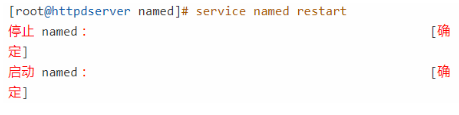 [root@httpdserver named]# service named restart
停止 named： [确
定]
启动 named： [确
定]